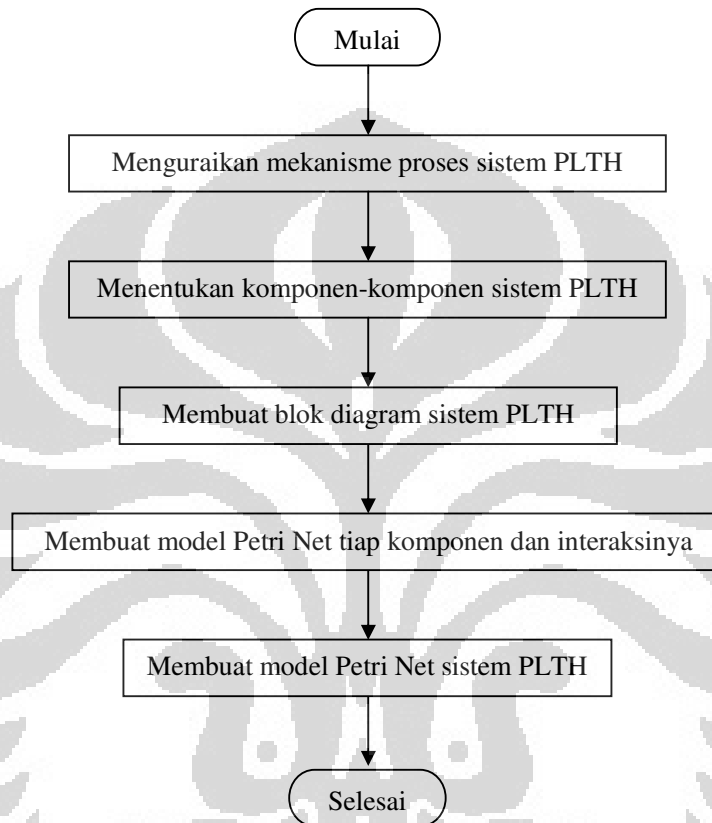 Mulai
Menguraikan mekanisme proses sistem PLTH
Menentukan komponen-komponen sistem PLTH
Membuat blok diagram sistem PLTH
Membuat model Petri Net tiap komponen dan interaksinya
Membuat model Petri Net sistem PLTH
Selesai